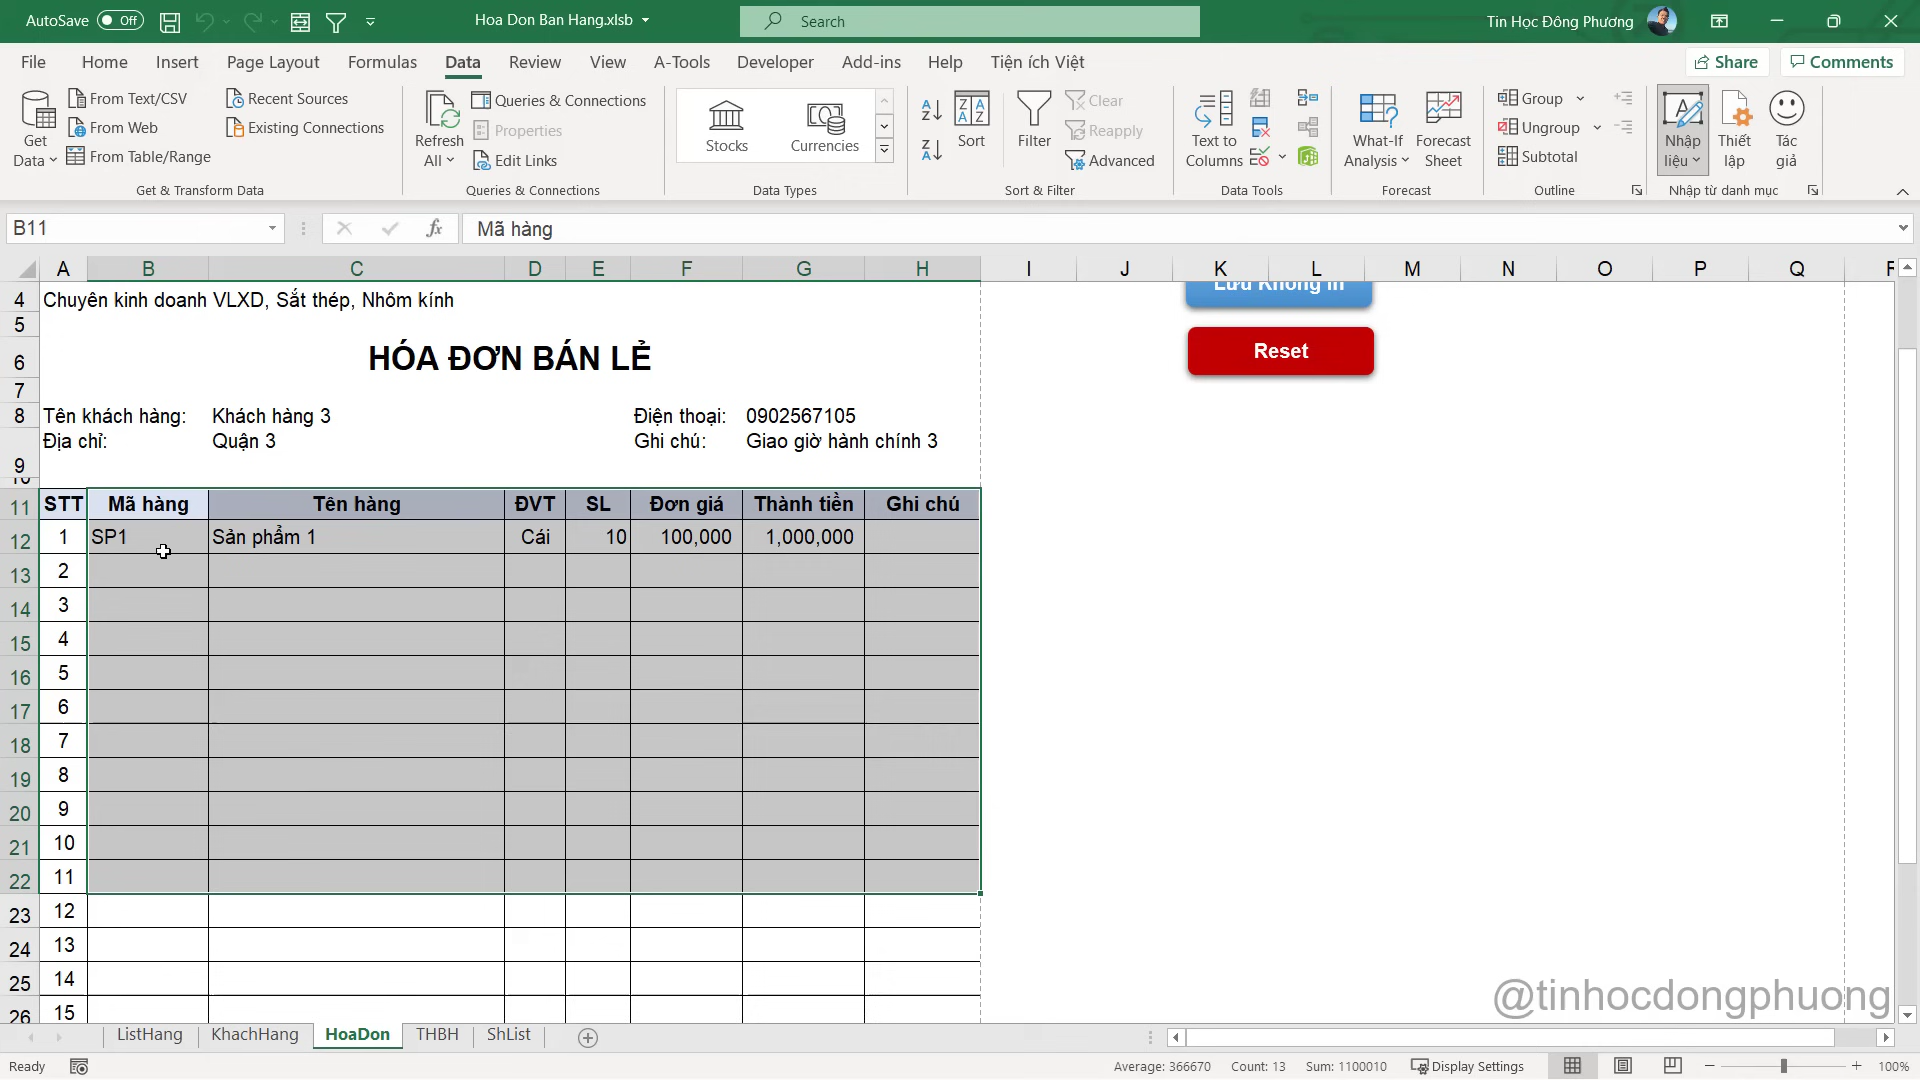 AutoSave Off Hoa Don Ban Hang.xlsb Search Tin Học Đông Phương
File Home Insert Page Layout Formulas Data Review View A-Tools Developer Add-ins Help Tiện ích Việt Share Comments
Get Data From Text/CSV From Web From Table/Range Recent Sources Existing Connections
Refresh All Queries & Connections Properties Edit Links
Stocks Currencies
Sort Filter Clear Reapply Advanced
Text to Columns
What-If Analysis Forecast Sheet
Group Ungroup Subtotal
Nhập liệu Thiết lập Tác giả
Get & Transform Data Queries & Connections Data Types Sort & Filter Data Tools Forecast Outline Nhập từ danh mục
B11 fx Mã hàng
A B C D E F G H I J K L M N O P Q
4 Chuyên kinh doanh VLXD, Sắt thép, Nhôm kính Lưu Không In
5
6 HÓA ĐƠN BÁN LẺ Reset
7
8 Tên khách hàng: Khách hàng 3 Điện thoại: 0902567105
9 Địa chỉ: Quận 3 Ghi chú: Giao giờ hành chính 3
10
11 STT Mã hàng Tên hàng ĐVT SL Đơn giá Thành tiền Ghi chú
12 1 SP1 Sản phẩm 1 Cái 10 100,000 1,000,000
13 2
14 3
15 4
16 5
17 6
18 7
19 8
20 9
21 10
22 11
23 12
24 13
25 14
26 15
@tinhocdongphuong
ListHang KhachHang HoaDon THBH ShList
Ready Average: 366670 Count: 13 Sum: 1100010 Display Settings 100%